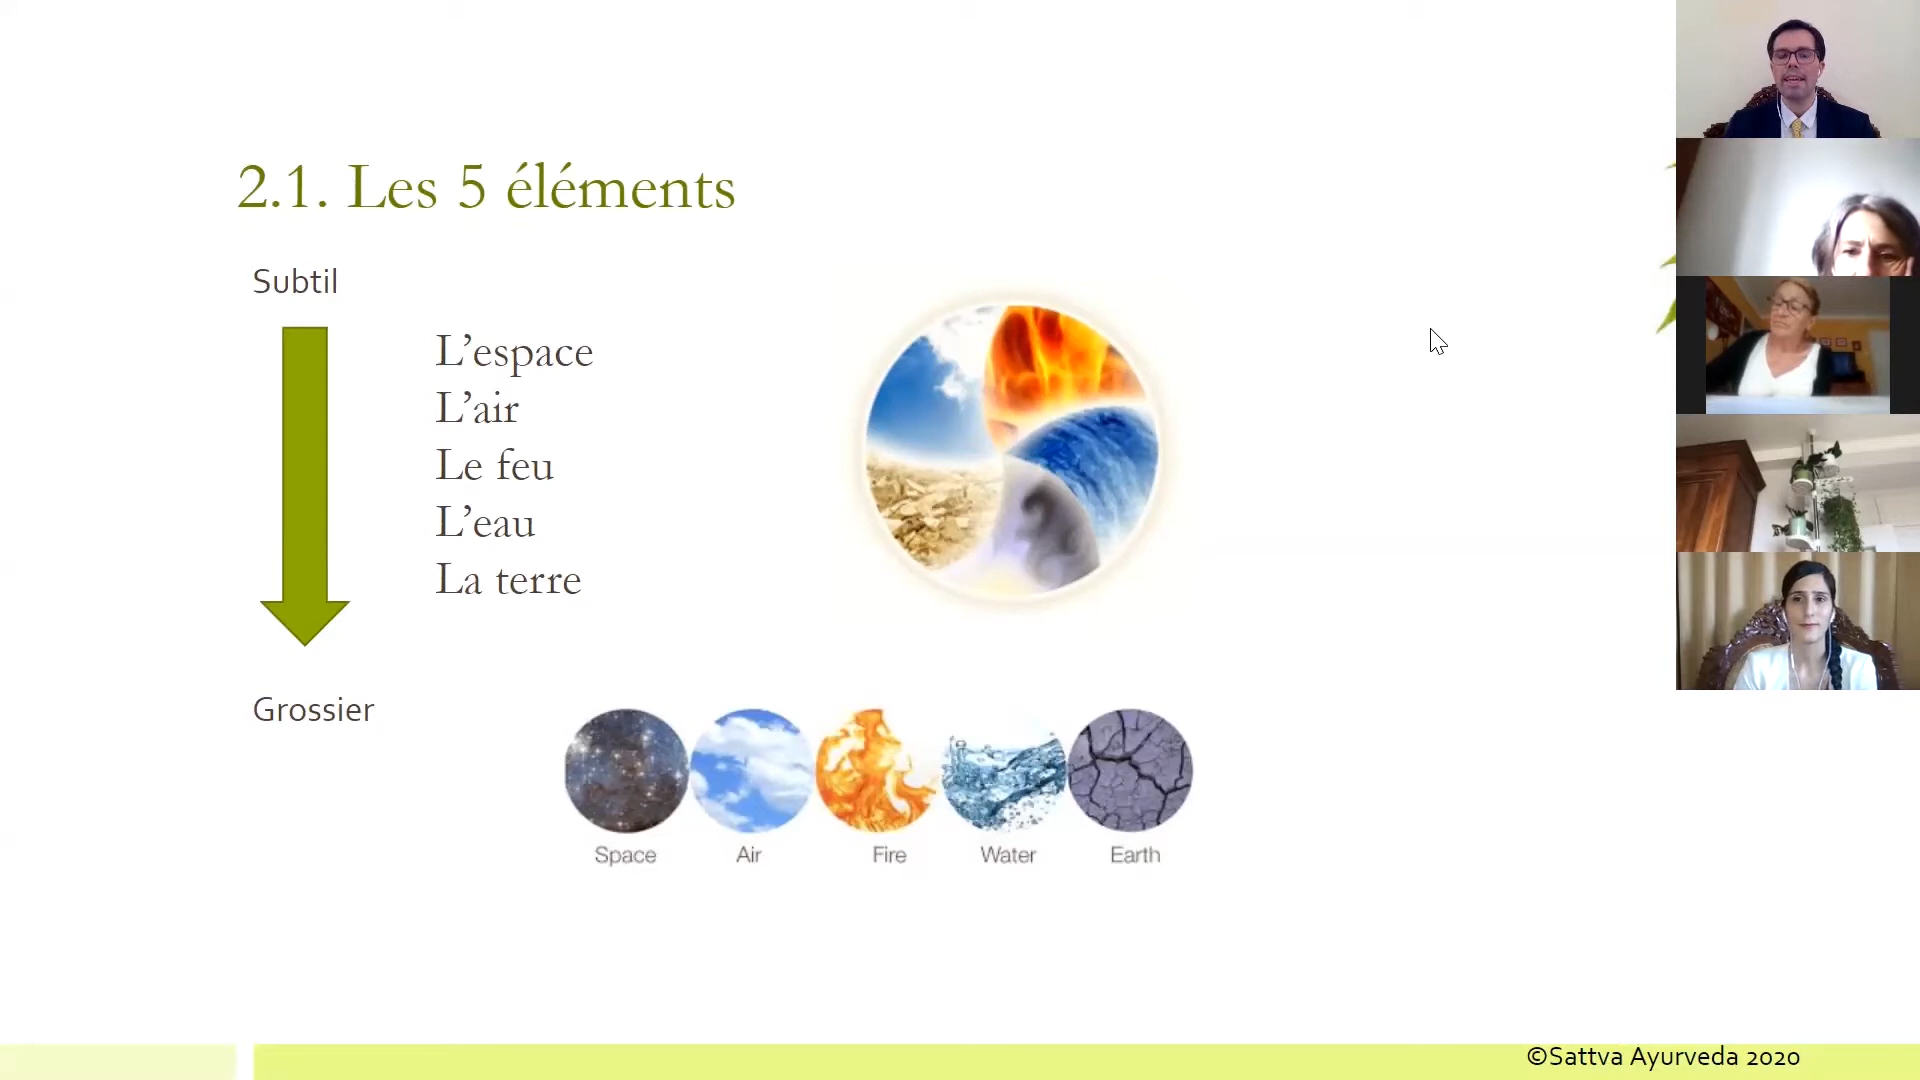 2.1. Les 5 éléments
Subtil
L’espace
L’air
Le feu
L’eau
La terre
Grossier
Space Air Fire Water Earth
©Sattva Ayurveda 2020